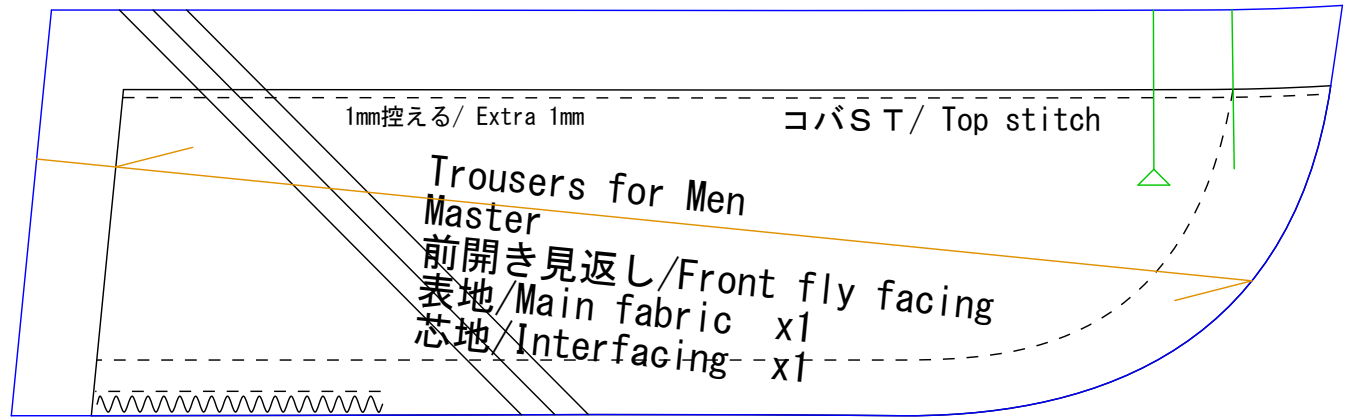 1mm控える/ Extra 1mm
コバＳＴ/ Top stitch
Trousers for Men
Master
前開き見返し/Front fly facing
表地/Main fabric x1
芯地/Interfacing x1